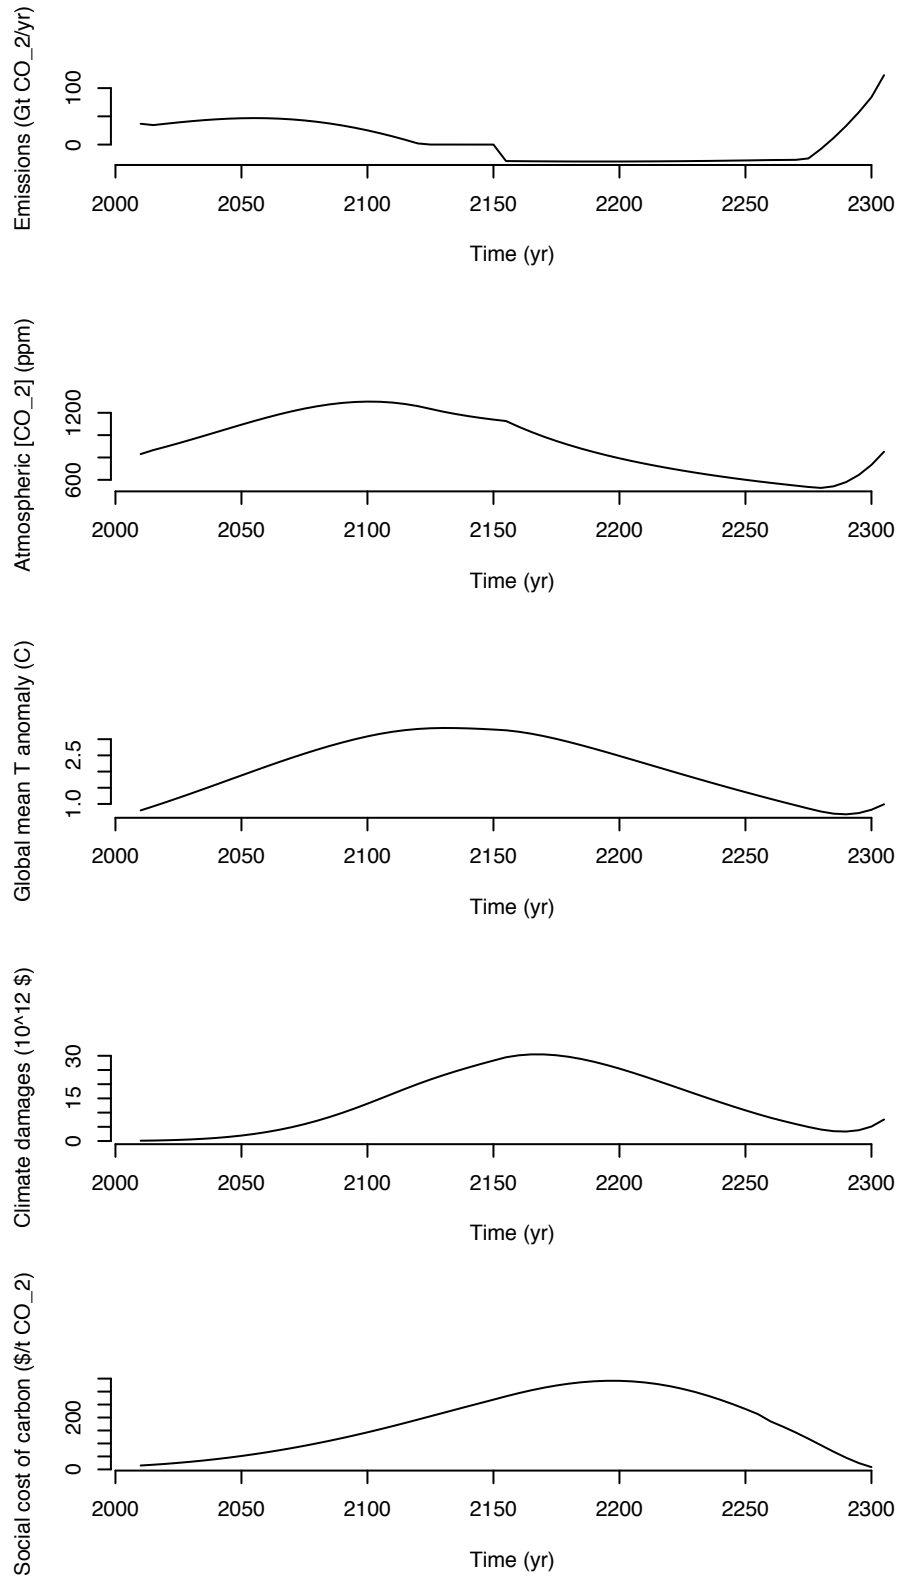 Emissions (Gt CO_2/yr)
100
0
2000 2050 2100 2150 2200 2250 2300
Time (yr)
Atmospheric [CO_2] (ppm)
1200
600
2000 2050 2100 2150 2200 2250 2300
Time (yr)
Global mean T anomaly (C)
2.5
1.0
2000 2050 2100 2150 2200 2250 2300
Time (yr)
Climate damages (10^12 $)
30
15
0
2000 2050 2100 2150 2200 2250 2300
Time (yr)
Social cost of carbon ($/t CO_2)
200
0
2000 2050 2100 2150 2200 2250 2300
Time (yr)